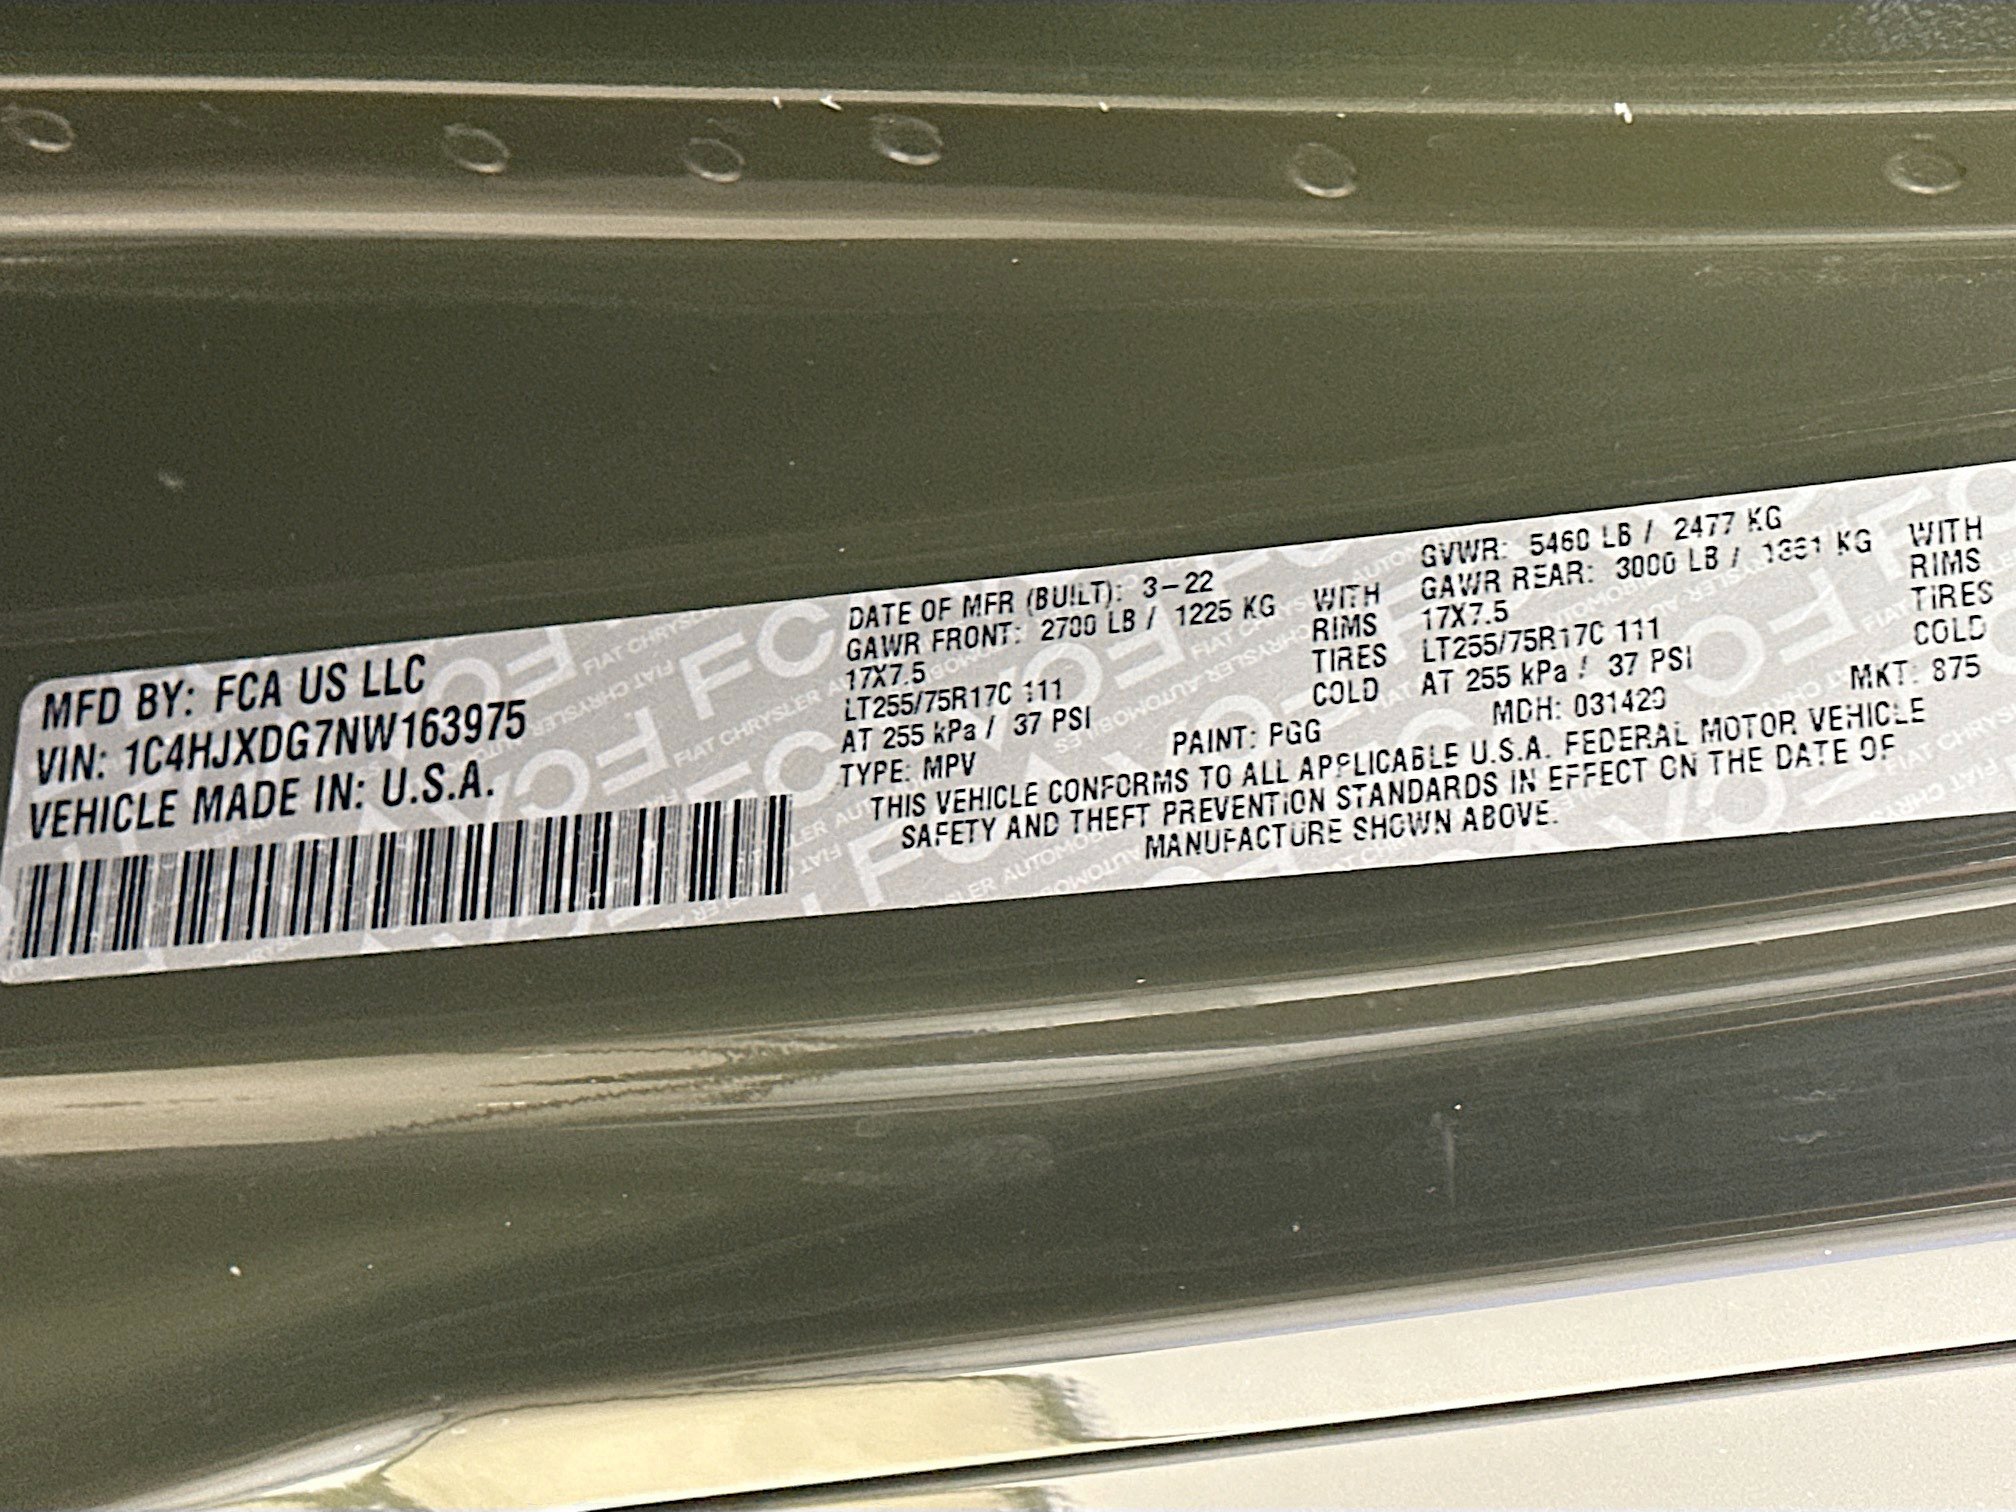 MFD BY: FCA US LLC
VIN: 1C4HJXDG7NW163975
VEHICLE MADE IN: U.S.A.
DATE OF MFR (BUILT): 3-22 GVWR: 5460 LB / 2477 KG
GAWR FRONT: 2700 LB / 1225 KG WITH GAWR REAR: 3000 LB / 1361 KG WITH
17X7.5 RIMS 17X7.5 RIMS
LT255/75R17C 111 TIRES LT255/75R17C 111 TIRES
AT 255 kPa / 37 PSI COLD AT 255 kPa / 37 PSI COLD
TYPE: MPV PAINT: PGG MDH: MKT: 875
THIS VEHICLE CONFORMS TO ALL APPLICABLE U.S.A. FEDERAL MOTOR VEHICLE
SAFETY AND THEFT PREVENTION STANDARDS IN EFFECT ON THE DATE OF
MANUFACTURE SHOWN ABOVE.